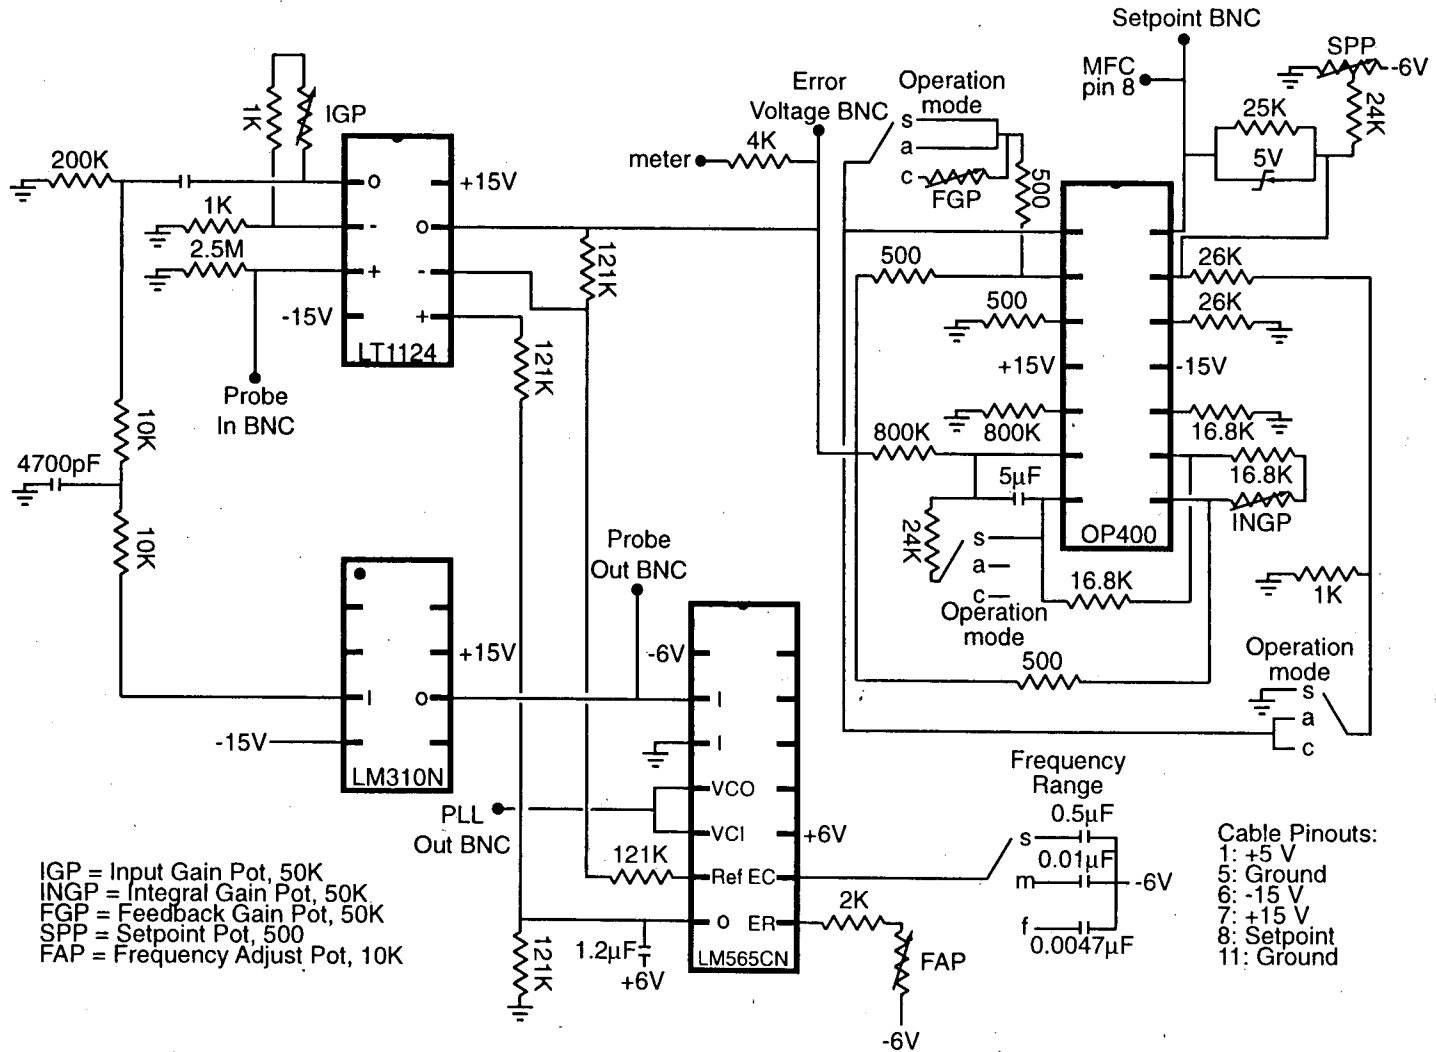 Setpoint BNC
SPP
-6V
MFC
pin 8
Error
Voltage BNC
Operation
mode
s
a
c
25K
24K
1K
IGP
4K
meter
5V
200K
FGP
500
o
+15V
1K
-
o
2.5M
121K
500
26K
+
-
-15V
+
500
26K
LT1124
121K
+15V
-15V
Probe
In BNC
10K
800K
800K
16.8K
4700pF
5µF
16.8K
INGP
24K
OP400
10K
Probe
Out BNC
s
a
c
Operation
mode
16.8K
1K
+15V
-6V
500
Operation
mode
s
a
c
I
o
I
-15V
I
LM310N
Frequency
Range
VCO
PLL
Out BNC
VCI
+6V
0.5µF
s
0.01µF
m
-6V
f
0.0047µF
121K
Ref EC
2K
o ER
1.2µF
+6V
121K
LM565CN
FAP
-6V
Cable Pinouts:
1: +5 V
5: Ground
6: -15 V
7: +15 V
8: Setpoint
11: Ground
IGP = Input Gain Pot, 50K
INGP = Integral Gain Pot, 50K
FGP = Feedback Gain Pot, 50K
SPP = Setpoint Pot, 500
FAP = Frequency Adjust Pot, 10K